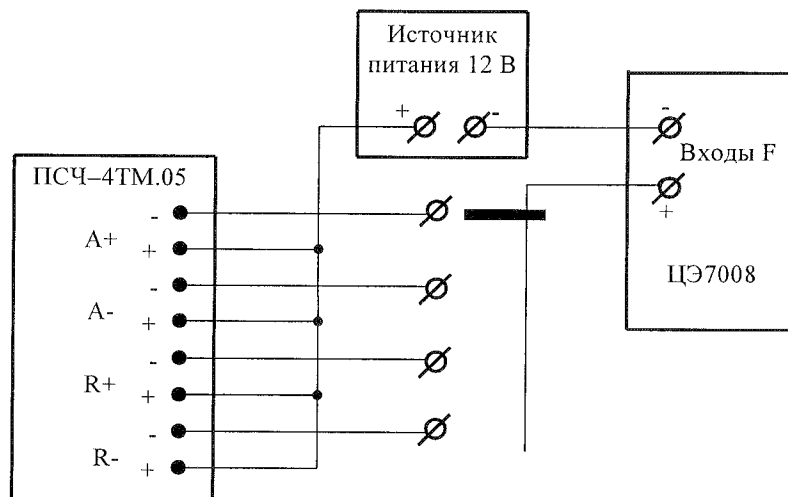 Источник
питания 12 В
+ -
-
Входы F
+
ЦЭ7008
ПСЧ–4ТМ.05
-
A+ +
-
A- +
-
R+ +
-
R- +